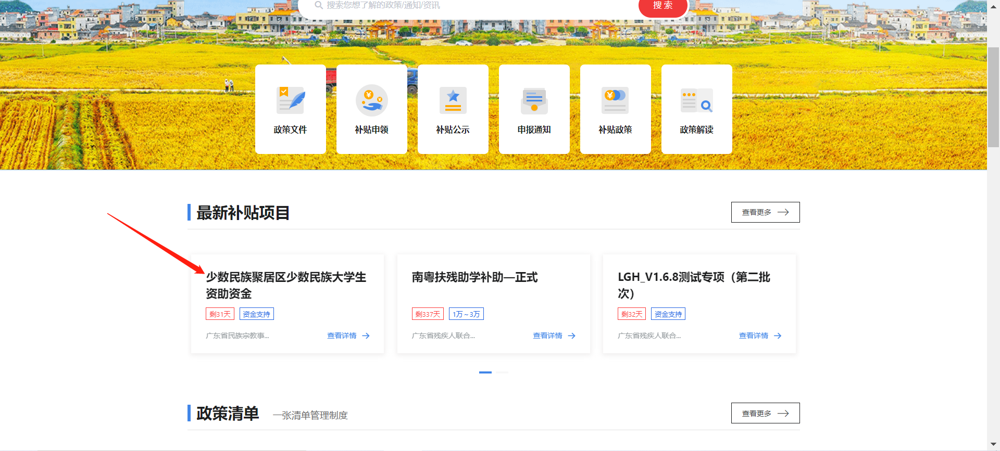 搜索您想了解的政策/通知/资讯
搜 索
政策文件
补贴申领
补贴公示
申报通知
补贴政策
政策解读
最新补贴项目
查看更多
少数民族聚居区少数民族大学生
资助资金
剩31天
资金支持
广东省民族宗教事...
查看详情
南粤扶残助学补助—正式
剩337天
1万～3万
广东省残疾人联合...
查看详情
LGH_V1.6.8测试专项（第二批
次）
剩32天
资金支持
广东省残疾人联合...
查看详情
政策清单
一张清单管理制度
查看更多